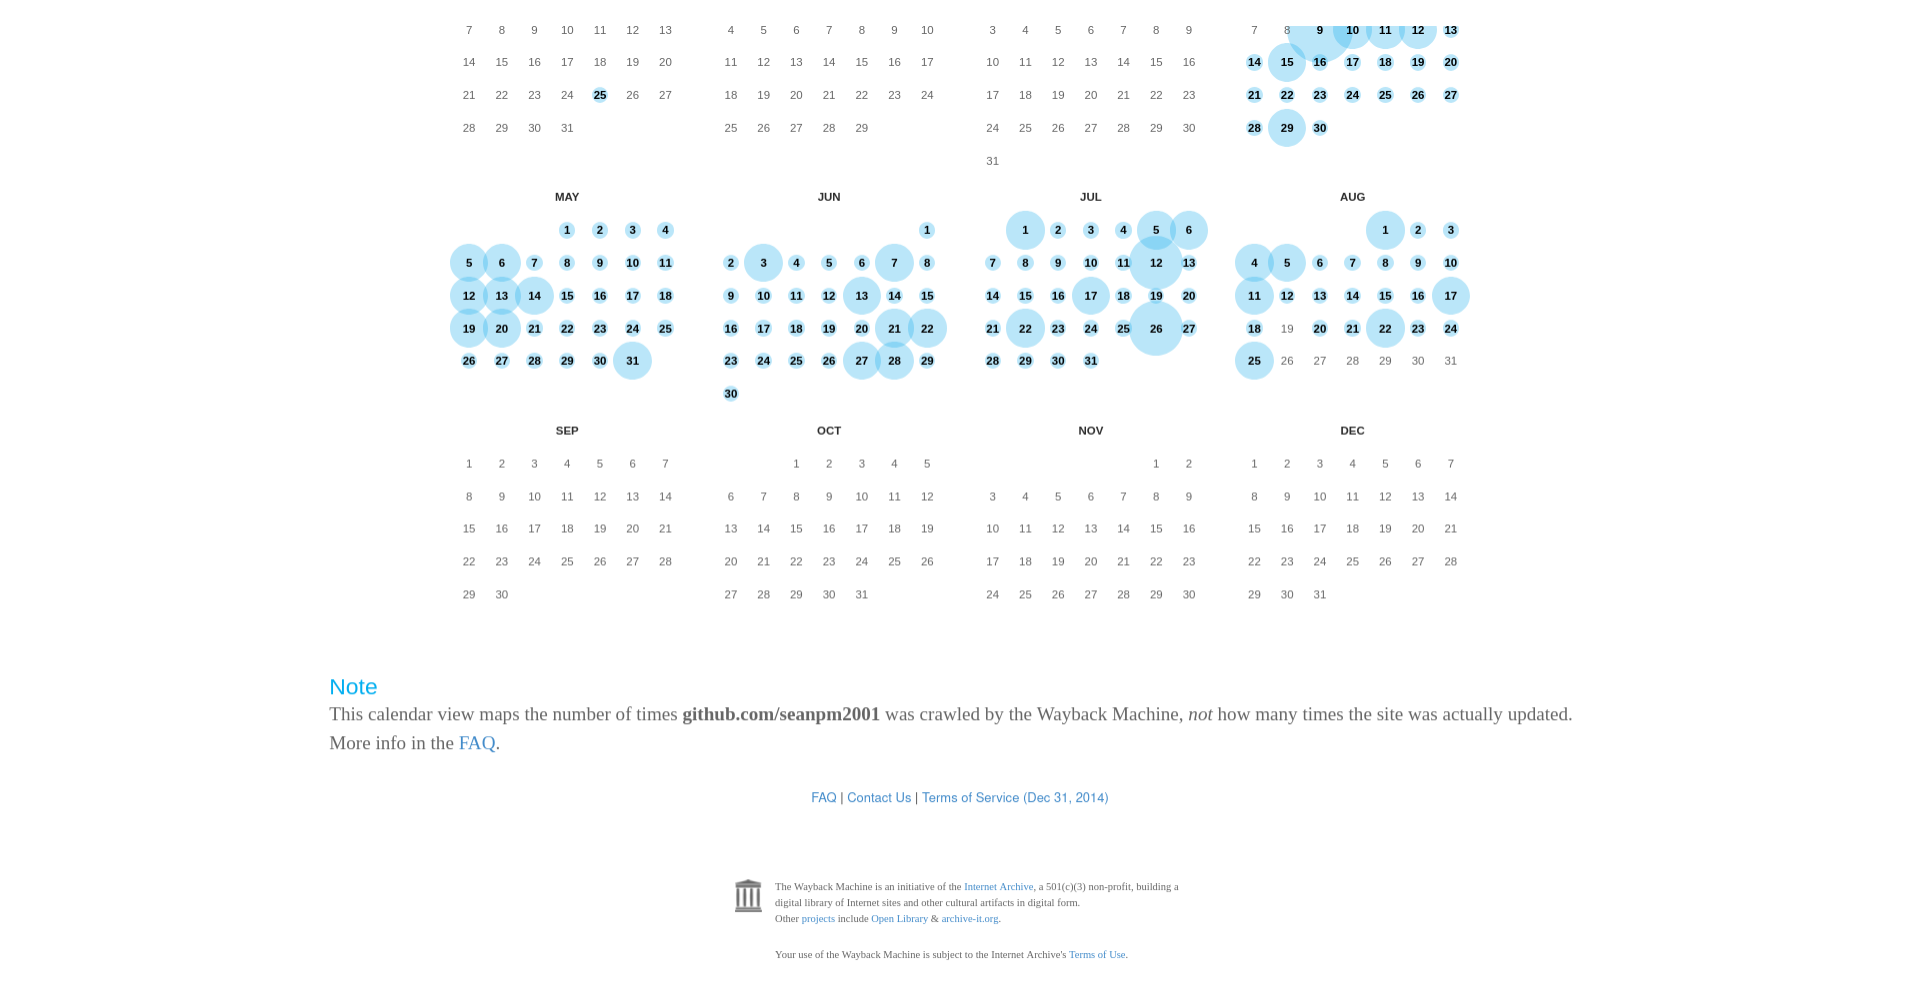 7 8 9 10 11 12 13 4 5 6 7 8 9 10 3 4 5 6 7 8 9 7 8 9 10 11 12 13
14 15 16 17 18 19 20 11 12 13 14 15 16 17 10 11 12 13 14 15 16 14 15 16 17 18 19 20
21 22 23 24 25 26 27 18 19 20 21 22 23 24 17 18 19 20 21 22 23 21 22 23 24 25 26 27
28 29 30 31 25 26 27 28 29 24 25 26 27 28 29 30 28 29 30
31
MAY JUN JUL AUG
1 2 3 4 1 1 2 3 4 5 6 1 2 3
5 6 7 8 9 10 11 2 3 4 5 6 7 8 7 8 9 10 11 12 13 4 5 6 7 8 9 10
12 13 14 15 16 17 18 9 10 11 12 13 14 15 14 15 16 17 18 19 20 11 12 13 14 15 16 17
19 20 21 22 23 24 25 16 17 18 19 20 21 22 21 22 23 24 25 26 27 18 19 20 21 22 23 24
26 27 28 29 30 31 23 24 25 26 27 28 29 28 29 30 31 25 26 27 28 29 30 31
30
SEP OCT NOV DEC
1 2 3 4 5 6 7 1 2 3 4 5 1 2 1 2 3 4 5 6 7
8 9 10 11 12 13 14 6 7 8 9 10 11 12 3 4 5 6 7 8 9 8 9 10 11 12 13 14
15 16 17 18 19 20 21 13 14 15 16 17 18 19 10 11 12 13 14 15 16 15 16 17 18 19 20 21
22 23 24 25 26 27 28 20 21 22 23 24 25 26 17 18 19 20 21 22 23 22 23 24 25 26 27 28
29 30 27 28 29 30 31 24 25 26 27 28 29 30 29 30 31
Note
This calendar view maps the number of times github.com/seanpm2001 was crawled by the Wayback Machine, not how many times the site was actually updated.
More info in the FAQ.
FAQ | Contact Us | Terms of Service (Dec 31, 2014)
The Wayback Machine is an initiative of the Internet Archive, a 501(c)(3) non-profit, building a
digital library of Internet sites and other cultural artifacts in digital form.
Other projects include Open Library & archive-it.org.
Your use of the Wayback Machine is subject to the Internet Archive's Terms of Use.